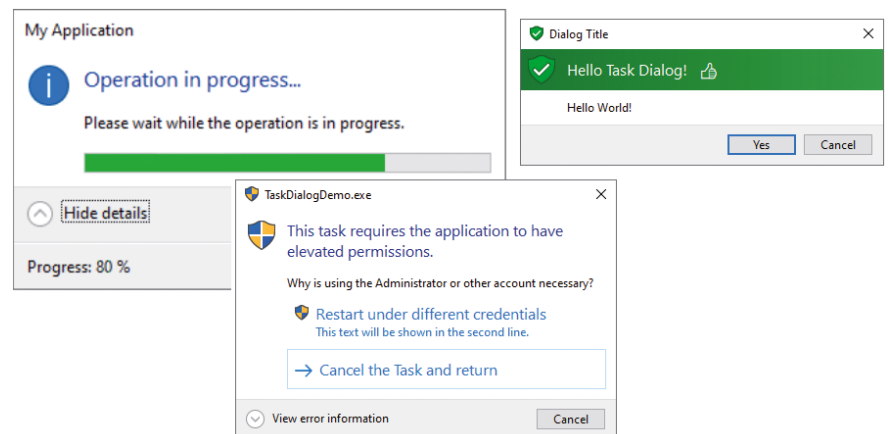 My Application
Operation in progress...
Please wait while the operation is in progress.
Hide details
Progress: 80 %
Dialog Title
Hello Task Dialog!
Hello World!
Yes
Cancel
TaskDialogDemo.exe
This task requires the application to have
elevated permissions.
Why is using the Administrator or other account necessary?
Restart under different credentials
This text will be shown in the second line.
Cancel the Task and return
View error information
Cancel